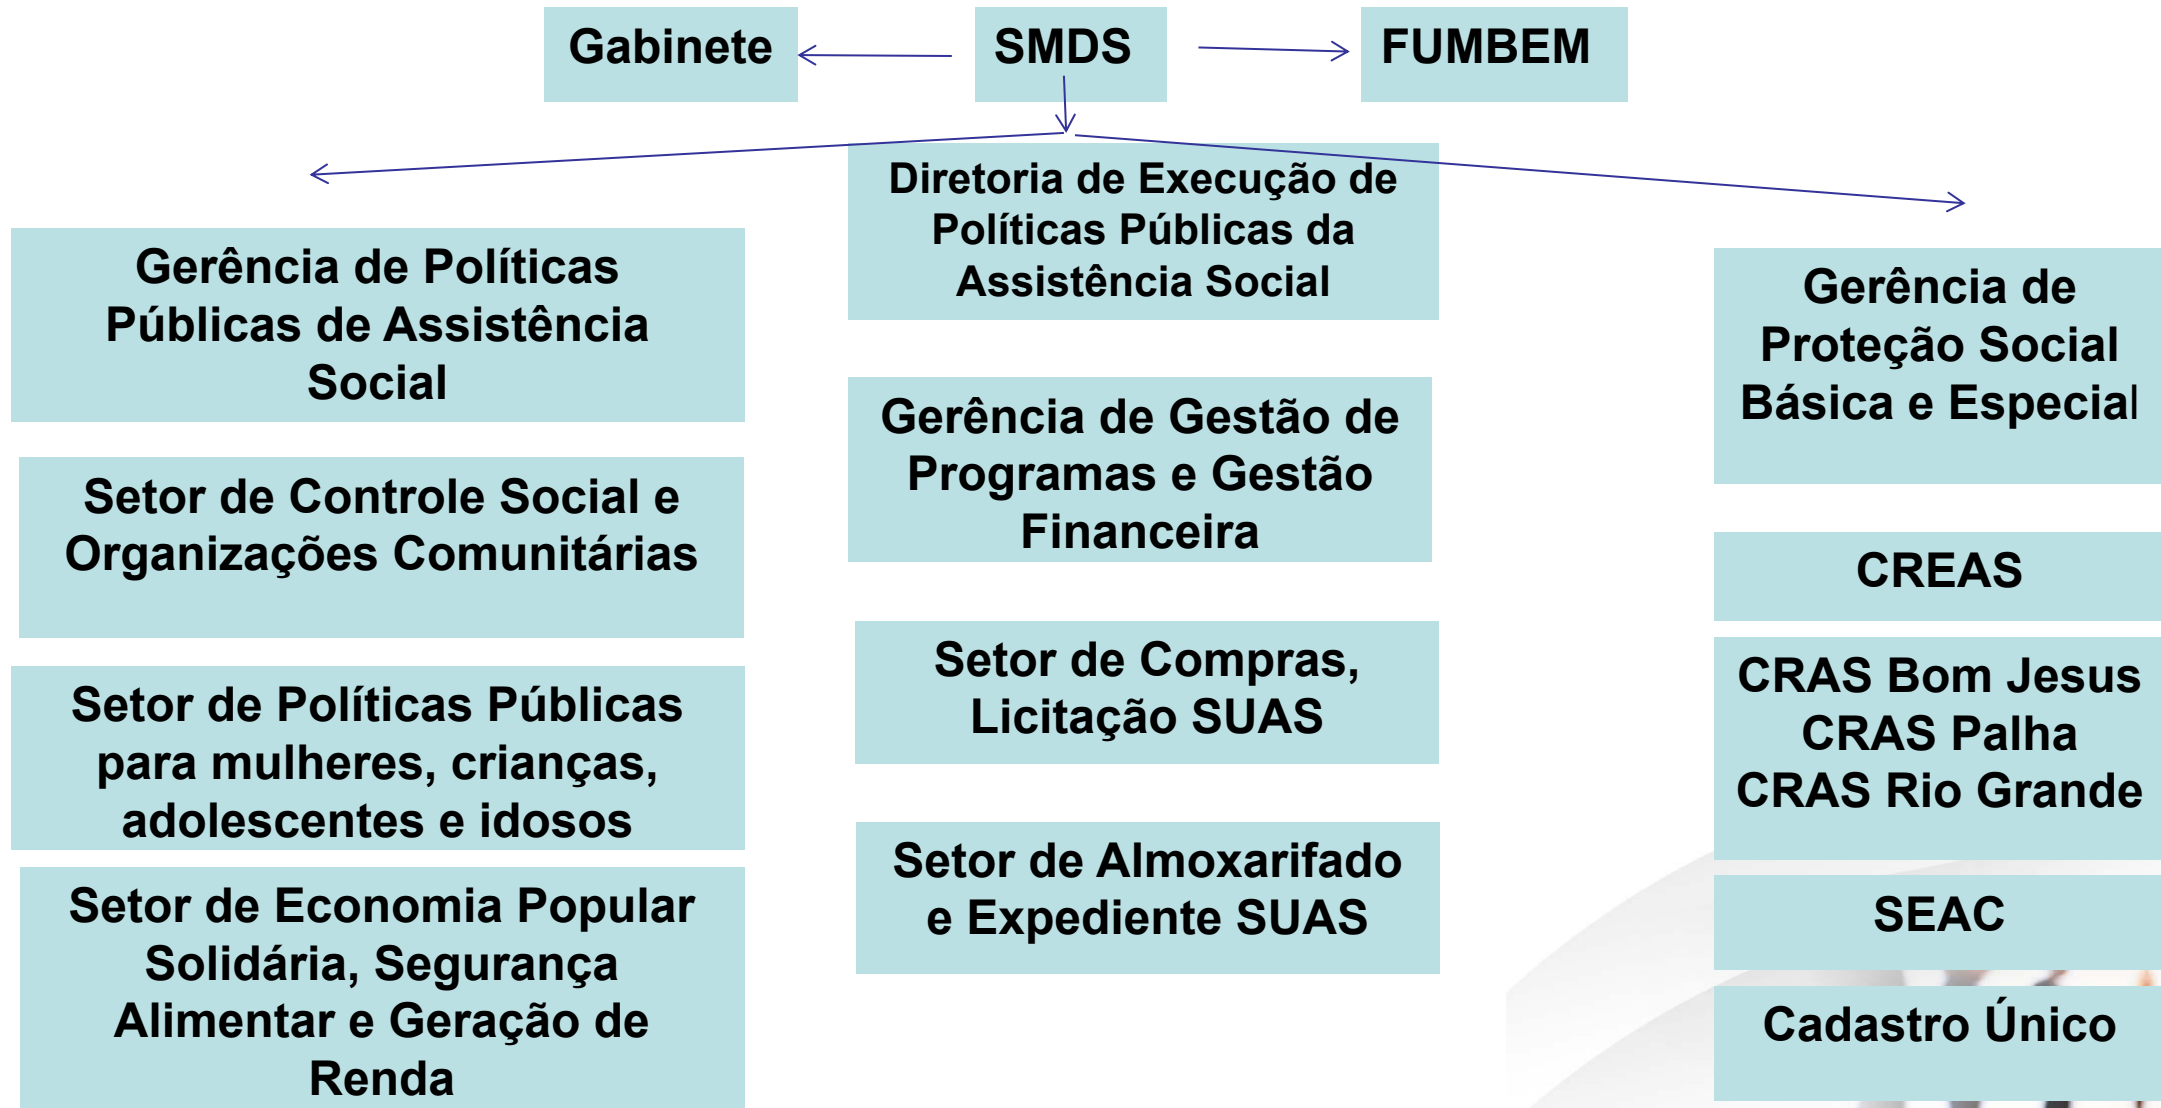 Gabinete
SMDS
FUMBEM
Diretoria de Execução de
Políticas Públicas da
Assistência Social
Gerência de Políticas
Públicas de Assistência
Social
Setor de Controle Social e
Organizações Comunitárias
Setor de Políticas Públicas
para mulheres, crianças,
adolescentes e idosos
Setor de Economia Popular
Solidária, Segurança
Alimentar e Geração de
Renda
Gerência de Gestão de
Programas e Gestão
Financeira
Setor de Compras,
Licitação SUAS
Setor de Almoxarifado
e Expediente SUAS
Gerência de
Proteção Social
Básica e Especial
CREAS
CRAS Bom Jesus
CRAS Palha
CRAS Rio Grande
SEAC
Cadastro Único